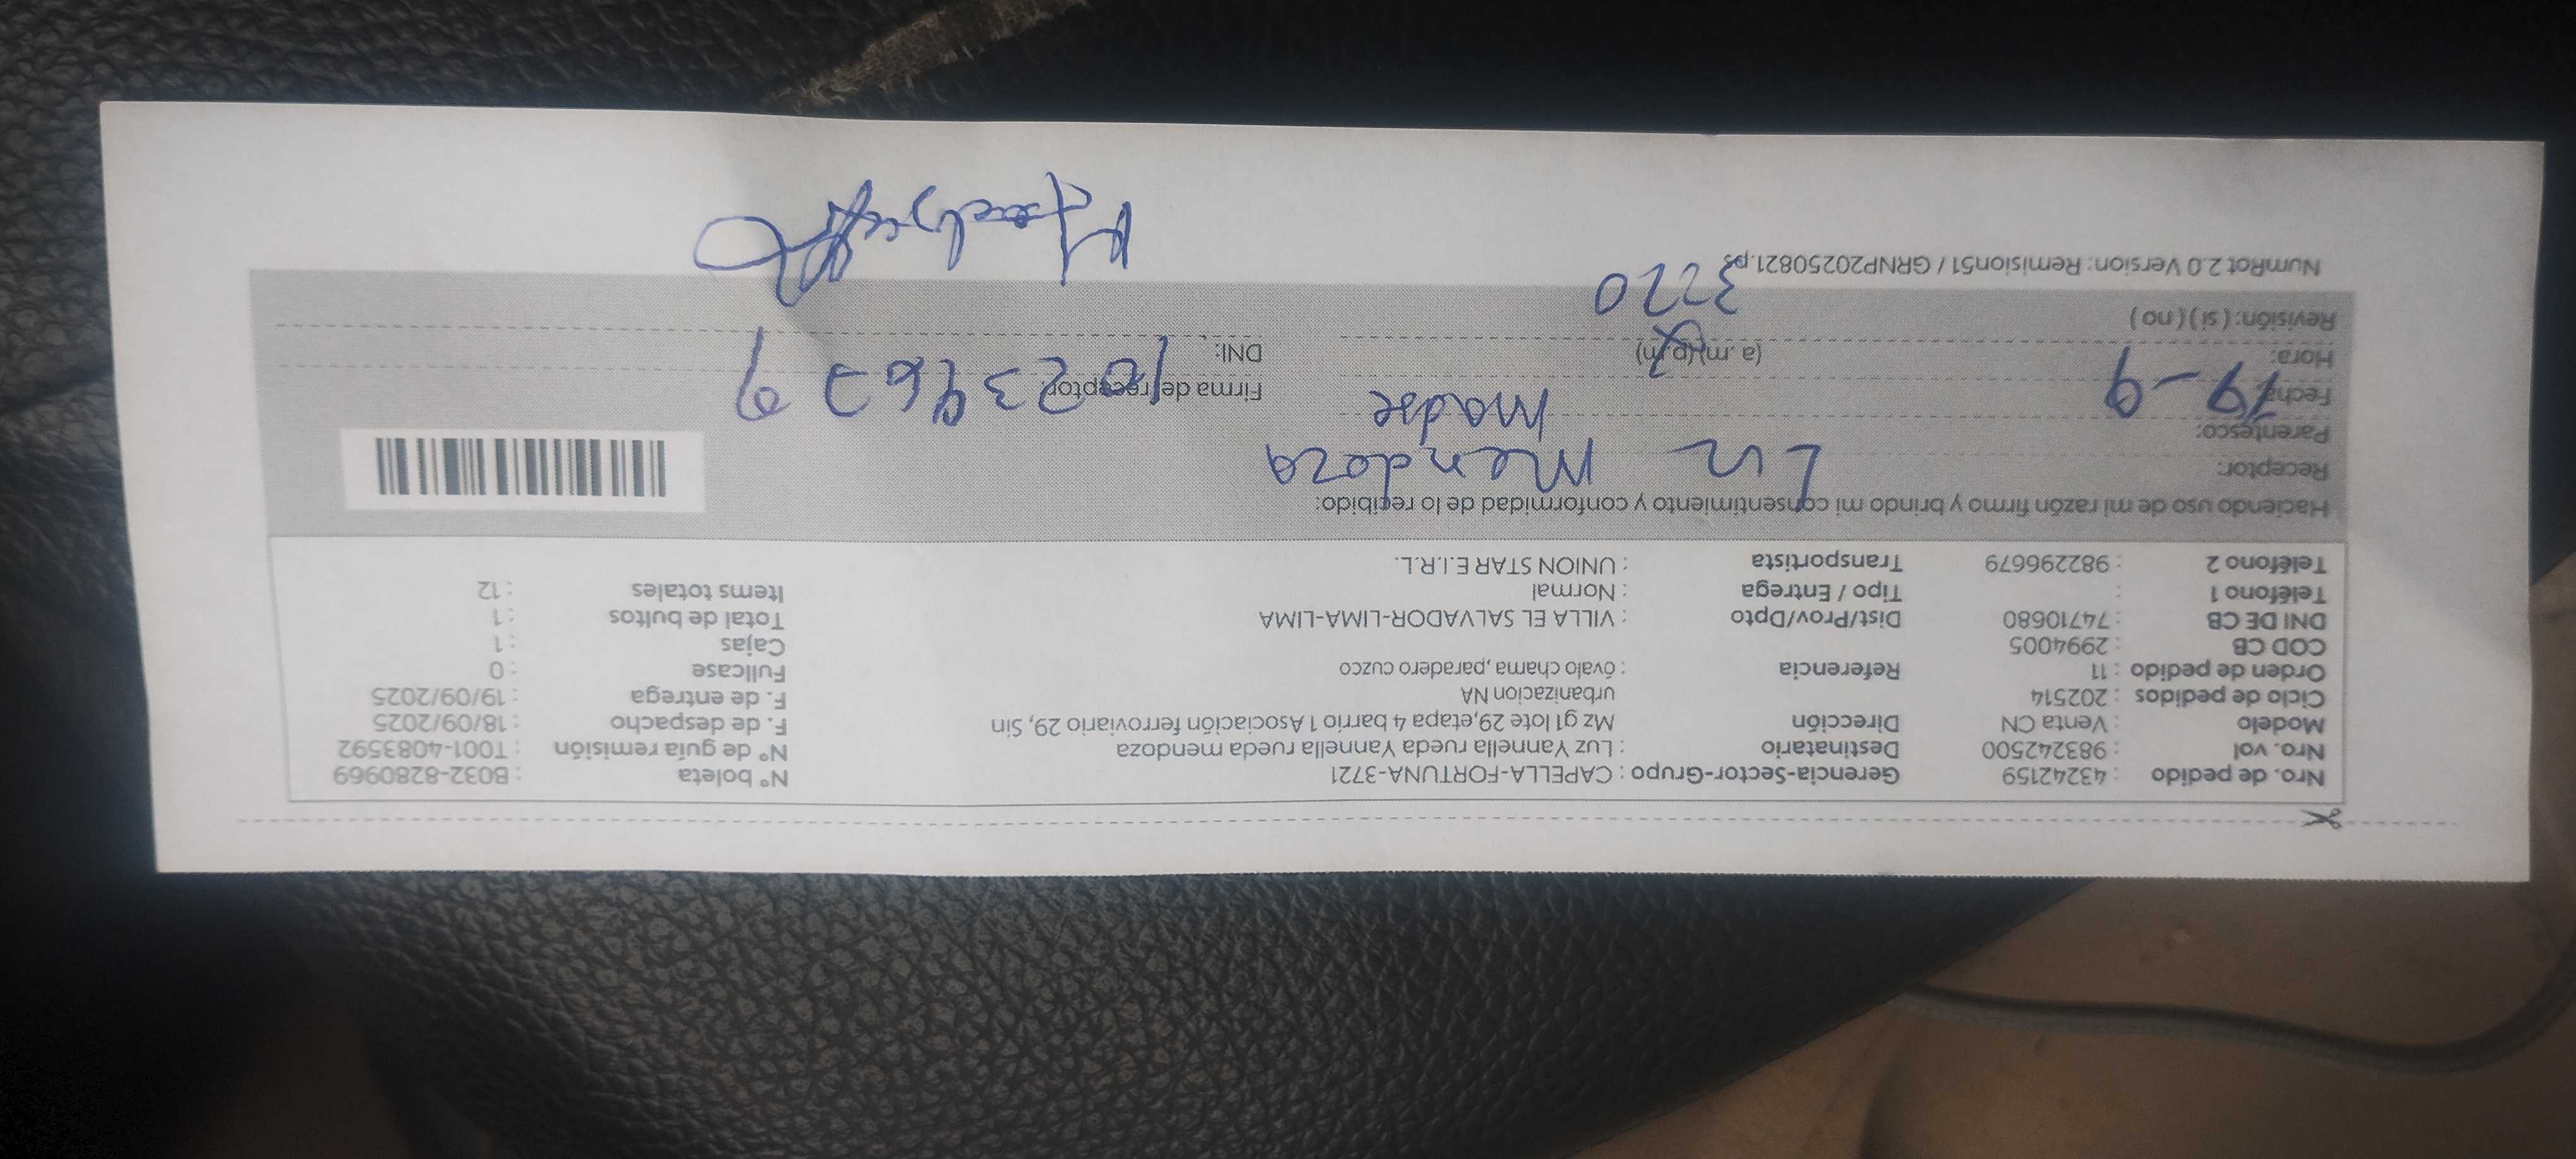 Nro. de pedido : 43242159 Gerencia-Sector-Grupo : CAPELLA-FORTUNA-3721 N° boleta : B032-8280969
Nro. vol : 983242500 Destinatario : Luz Yannella rueda Yannella rueda mendoza N° de guía remisión : T001-4083592
Modelo : Venta CN Dirección Mz g1 lote 29,etapa 4 barrio 1 Asociación ferroviario 29, Sin F. de despacho : 18/09/2025
Ciclo de pedidos : 202514 urbanizacion NA F. de entrega : 19/09/2025
Orden de pedido : 11 Referencia : óvalo chama, paradero cuzco Fullcase : 0
COD CB : 2994005 Cajas : 1
DNI DE CB : 74710680 Dist/Prov/Dpto : VILLA EL SALVADOR-LIMA-LIMA Total de bultos : 1
Teléfono 1 : Tipo / Entrega : Normal Items totales : 12
Teléfono 2 : 982296679 Transportista : UNION STAR E.I.R.L.
Haciendo uso de mi razón firmo y brindo mi consentimiento y conformidad de lo recibido:
Receptor: Mendoza
Parentesco: Madre
Fecha: 19-9 Firma del receptor
Hora: (a .m) (p .m) DNI:
Revisión: ( si ) ( no ) 3220
NumRot 2.0 Version: Remision51 / GRNP20250821.p3